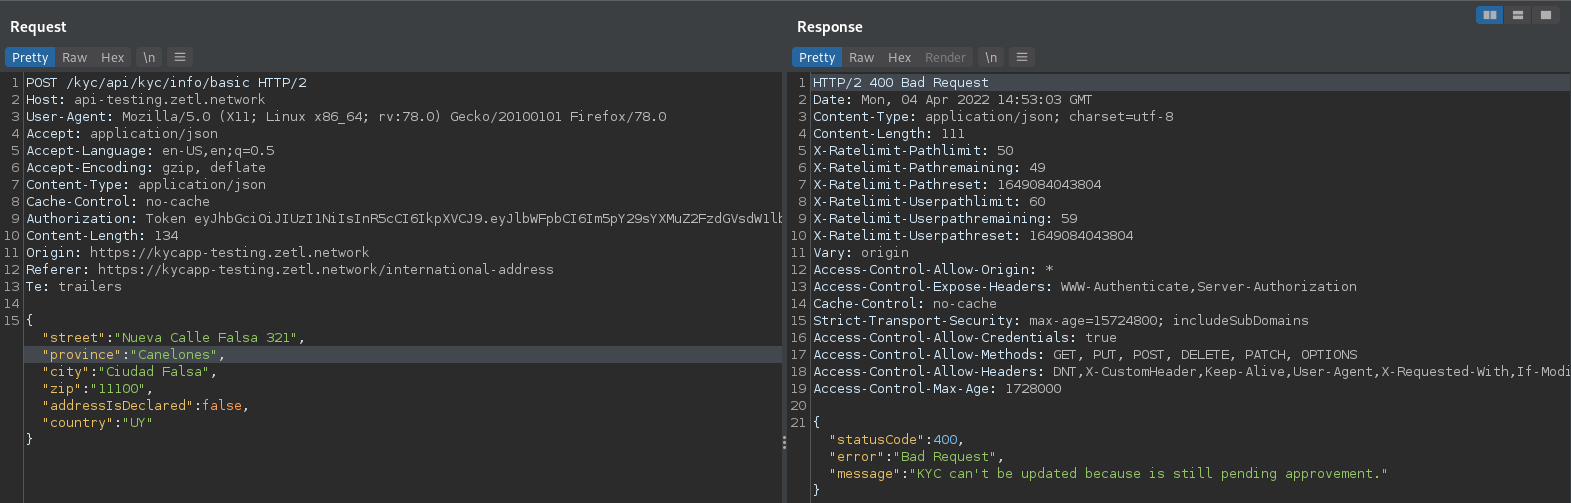 Request
Pretty Raw Hex \n
1 POST /kyc/api/kyc/info/basic HTTP/2
2 Host: api-testing.zetl.network
3 User-Agent: Mozilla/5.0 (X11; Linux x86_64; rv:78.0) Gecko/20100101 Firefox/78.0
4 Accept: application/json
5 Accept-Language: en-US,en;q=0.5
6 Accept-Encoding: gzip, deflate
7 Content-Type: application/json
8 Cache-Control: no-cache
9 Authorization: Token eyJhbGciOiJIUzI1NiIsInR5cCI6IkpXVCJ9.eyJlbWFpbCI6Im5pY29sYXMuZ2FzdGVsdW1lb
10 Content-Length: 134
11 Origin: https://kycapp-testing.zetl.network
12 Referer: https://kycapp-testing.zetl.network/international-address
13 Te: trailers
14
15 {
"street":"Nueva Calle Falsa 321",
"province":"Canelones",
"city":"Ciudad Falsa",
"zip":"11100",
"addressIsDeclared":false,
"country":"UY"
}
Response
Pretty Raw Hex Render \n
1 HTTP/2 400 Bad Request
2 Date: Mon, 04 Apr 2022 14:53:03 GMT
3 Content-Type: application/json; charset=utf-8
4 Content-Length: 111
5 X-Ratelimit-Pathlimit: 50
6 X-Ratelimit-Pathremaining: 49
7 X-Ratelimit-Pathreset: 1649084043804
8 X-Ratelimit-Userpathlimit: 60
9 X-Ratelimit-Userpathremaining: 59
10 X-Ratelimit-Userpathreset: 1649084043804
11 Vary: origin
12 Access-Control-Allow-Origin: *
13 Access-Control-Expose-Headers: WWW-Authenticate,Server-Authorization
14 Cache-Control: no-cache
15 Strict-Transport-Security: max-age=15724800; includeSubDomains
16 Access-Control-Allow-Credentials: true
17 Access-Control-Allow-Methods: GET, PUT, POST, DELETE, PATCH, OPTIONS
18 Access-Control-Allow-Headers: DNT,X-CustomHeader,Keep-Alive,User-Agent,X-Requested-With,If-Modi
19 Access-Control-Max-Age: 1728000
20
21 {
"statusCode":400,
"error":"Bad Request",
"message":"KYC can't be updated because is still pending approvement."
}